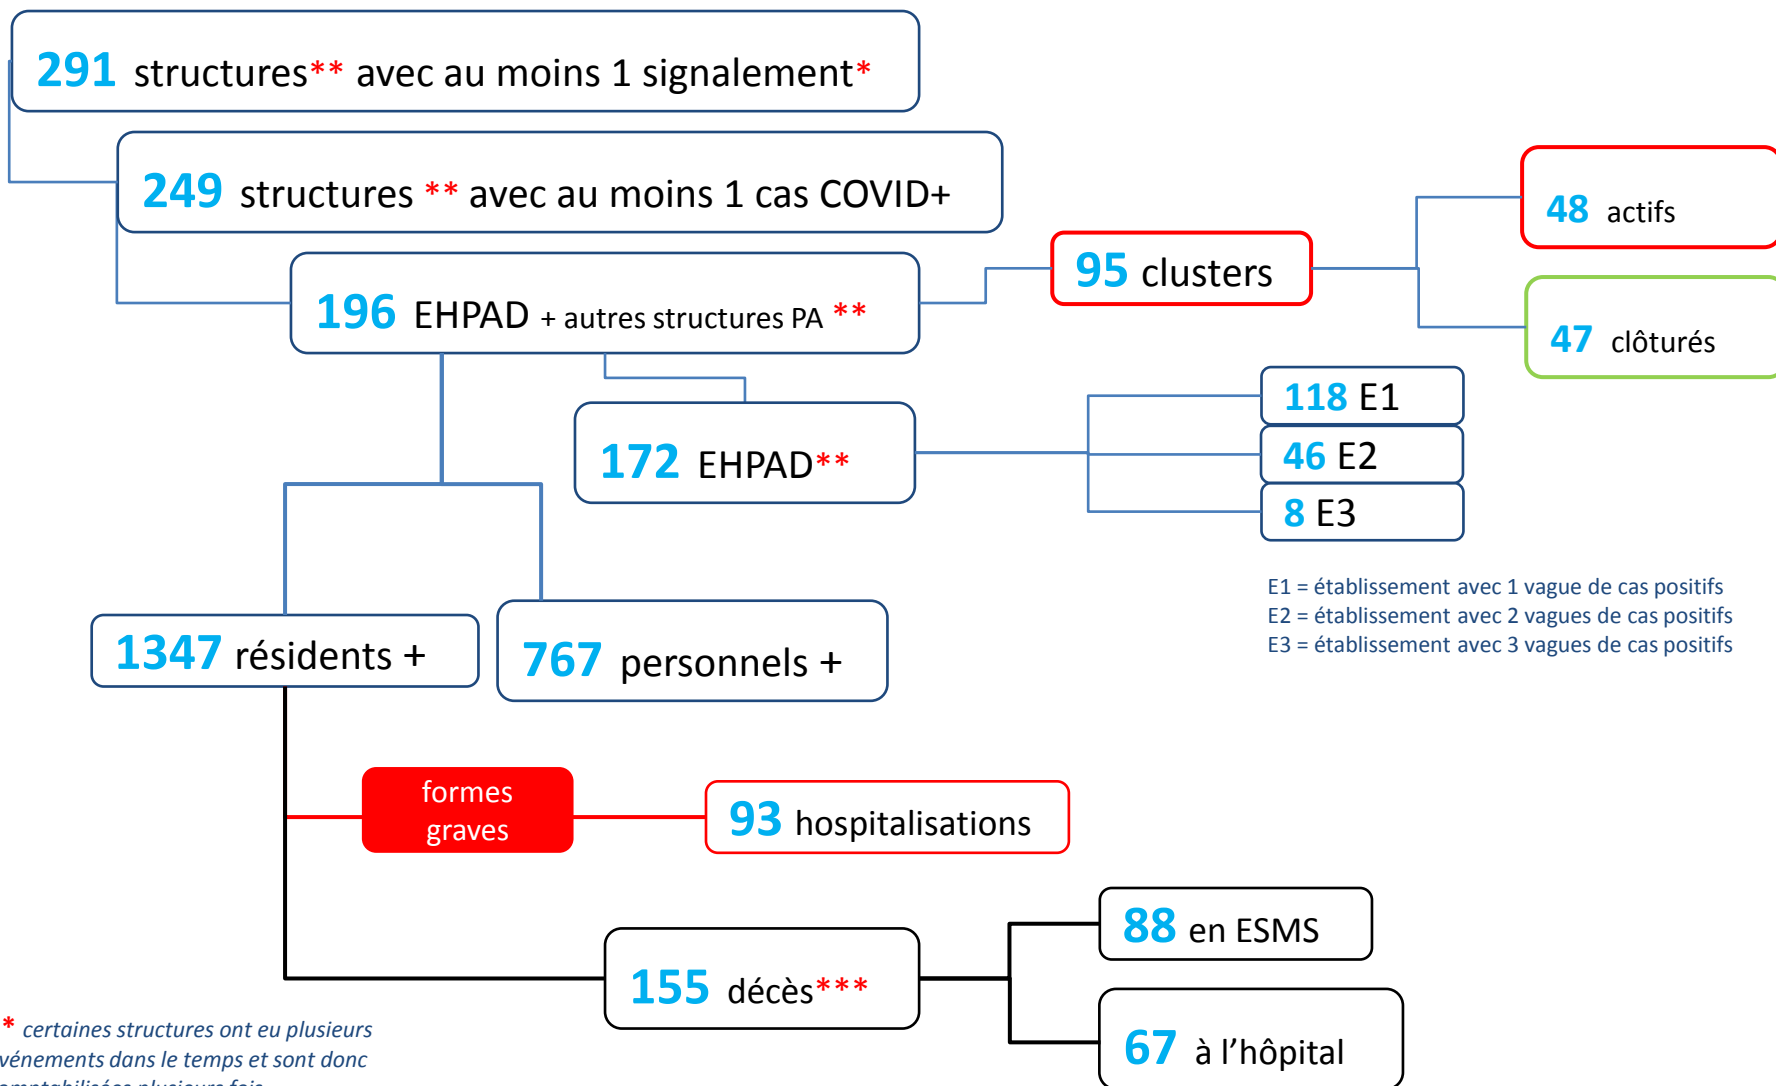 291 structures** avec au moins 1 signalement*
249 structures ** avec au moins 1 cas COVID+
196 EHPAD + autres structures PA **
95 clusters
48 actifs
47 clôturés
172 EHPAD**
118 E1
46 E2
8 E3
E1 = établissement avec 1 vague de cas positifs
E2 = établissement avec 2 vagues de cas positifs
E3 = établissement avec 3 vagues de cas positifs
1347 résidents +
767 personnels +
formes
graves
93 hospitalisations
155 décès***
88 en ESMS
67 à l’hôpital
* certaines structures ont eu plusieurs
vénements dans le temps et sont donc